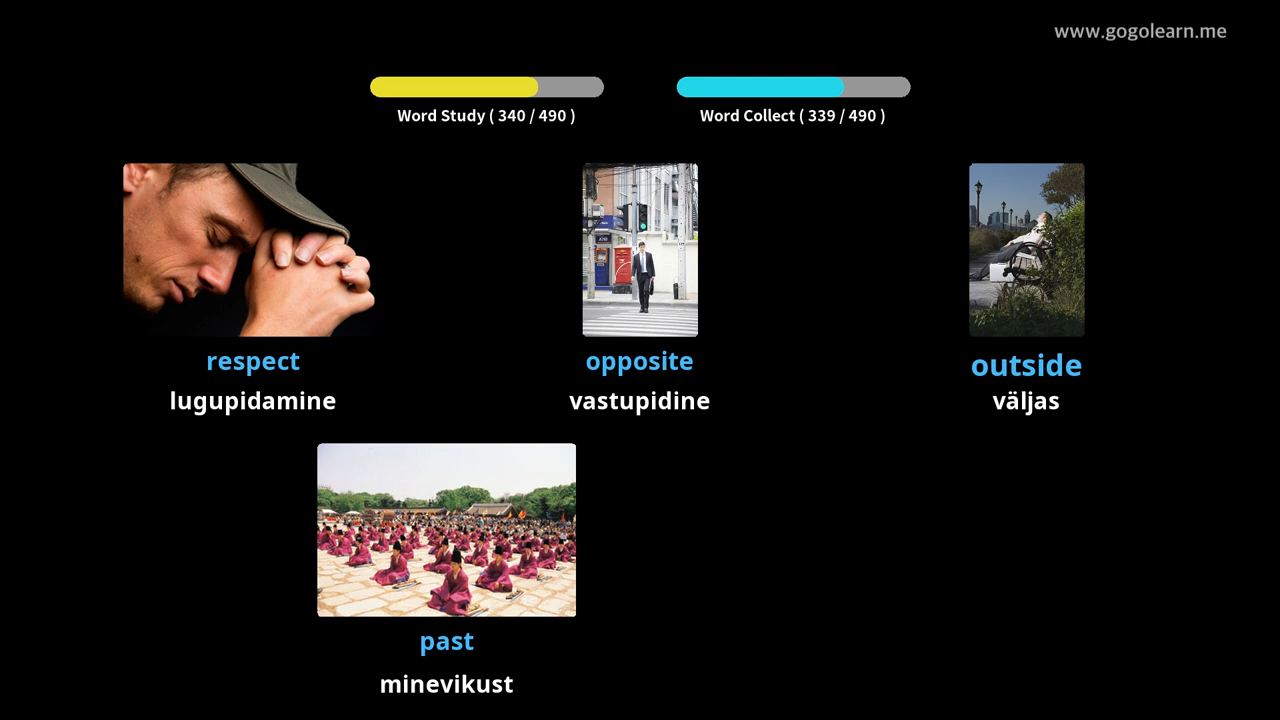 www.gogolearn.me
Word Study ( 340 / 490 )
Word Collect ( 339 / 490 )
respect
opposite
outside
lugupidamine
vastupidine
väljas
past
minevikust